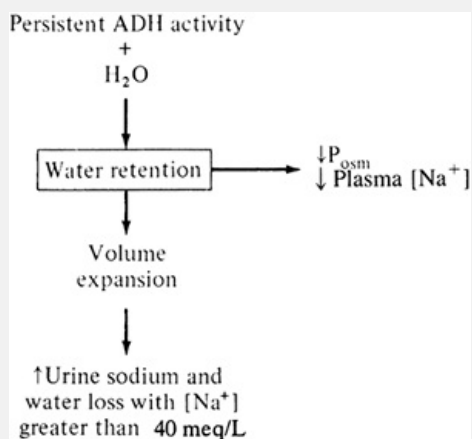 Persistent ADH activity
+
H₂O
Water retention
↓P_osm
↓ Plasma [Na⁺]
Volume
expansion
↑Urine sodium and
water loss with [Na⁺]
greater than 40 meq/L